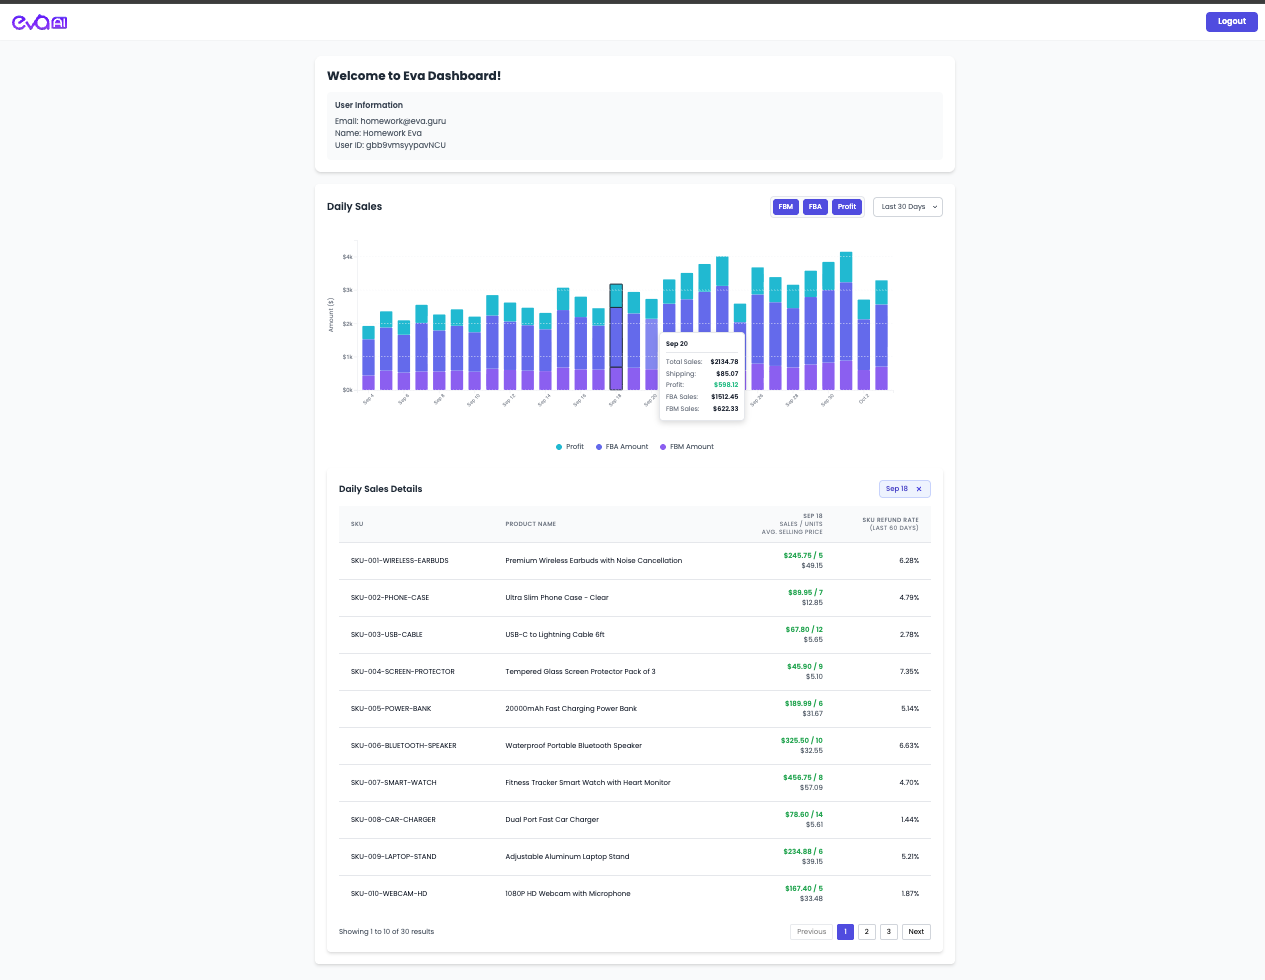 eva AI
Logout
Welcome to Eva Dashboard!
User Information
Email: homework@eva.guru
Name: Homework Eva
User ID: gbb9vmsyypavNCU
Daily Sales
FBM FBA Profit Last 30 Days
Amount ($)
$4k
$3k
$2k
$1k
$0k
Sep 4 Sep 6 Sep 8 Sep 10 Sep 12 Sep 14 Sep 16 Sep 18 Sep 20 Sep 26 Sep 28 Sep 30 Oct 2
Sep 20
Total Sales: $2134.78
Shipping: $85.07
Profit: $598.12
FBA Sales: $1512.45
FBM Sales: $622.33
Profit FBA Amount FBM Amount
Daily Sales Details
Sep 18 ×
SKU PRODUCT NAME SEP 18 SALES / UNITS AVG. SELLING PRICE SKU REFUND RATE (LAST 60 DAYS)
SKU-001-WIRELESS-EARBUDS Premium Wireless Earbuds with Noise Cancellation $245.75 / 5 $49.15 6.28%
SKU-002-PHONE-CASE Ultra Slim Phone Case - Clear $89.95 / 7 $12.85 4.79%
SKU-003-USB-CABLE USB-C to Lightning Cable 6ft $67.80 / 12 $5.65 2.78%
SKU-004-SCREEN-PROTECTOR Tempered Glass Screen Protector Pack of 3 $45.90 / 9 $5.10 7.35%
SKU-005-POWER-BANK 20000mAh Fast Charging Power Bank $189.99 / 6 $31.67 5.14%
SKU-006-BLUETOOTH-SPEAKER Waterproof Portable Bluetooth Speaker $325.50 / 10 $32.55 6.63%
SKU-007-SMART-WATCH Fitness Tracker Smart Watch with Heart Monitor $456.75 / 8 $57.09 4.70%
SKU-008-CAR-CHARGER Dual Port Fast Car Charger $78.60 / 14 $5.61 1.44%
SKU-009-LAPTOP-STAND Adjustable Aluminum Laptop Stand $234.88 / 6 $39.15 5.21%
SKU-010-WEBCAM-HD 1080P HD Webcam with Microphone $167.40 / 5 $33.48 1.87%
Showing 1 to 10 of 30 results
Previous 1 2 3 Next